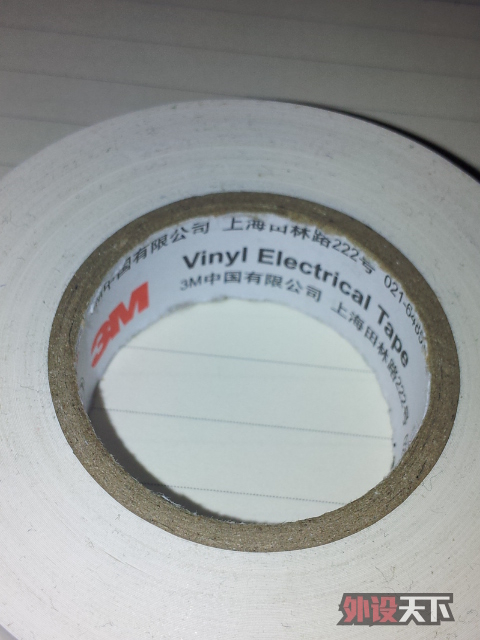 有限公司 上海田林路222号 021-6485
3M
Vinyl Electrical Tape
3M中国有限公司 上海田林路222号
外设天下